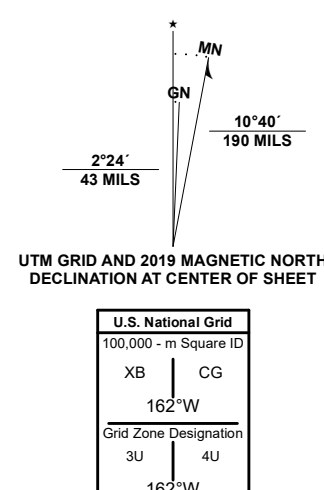 ★
MN
GN
10°40´
190 MILS
2°24´
43 MILS
UTM GRID AND 2019 MAGNETIC NORTH
DECLINATION AT CENTER OF SHEET
U.S. National Grid
100,000 - m Square ID
XB CG
162°W
Grid Zone Designation
3U 4U
162°W